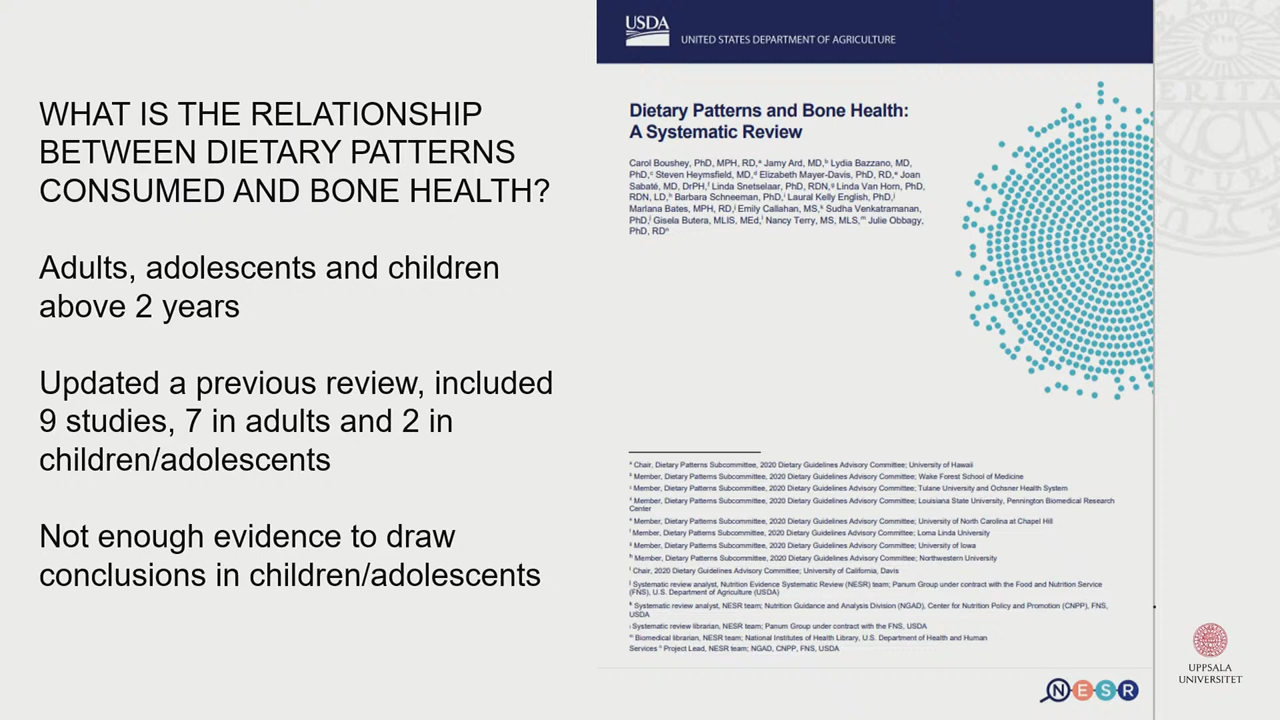 WHAT IS THE RELATIONSHIP
BETWEEN DIETARY PATTERNS
CONSUMED AND BONE HEALTH?
Adults, adolescents and children
above 2 years
Updated a previous review, included
9 studies, 7 in adults and 2 in
children/adolescents
Not enough evidence to draw
conclusions in children/adolescents
USDA
UNITED STATES DEPARTMENT OF AGRICULTURE
Dietary Patterns and Bone Health:
A Systematic Review
Carol Boushey, PhD, MPH, RD,ᵃ Jamy Ard, MD,ᵇ Lydia Bazzano, MD,
PhD,ᶜ Steven Heymsfield, MD,ᵈ Elizabeth Mayer-Davis, PhD, RD,ᵉ Joan
Sabaté, MD, DrPH,ᶠ Linda Snetselaar, PhD, RDN,ᵍ Linda Van Horn, PhD,
RDN, LD,ʰ Barbara Schneeman, PhD,ⁱ Laural Kelly English, PhD,ʲ
Marlana Bates, MPH, RD,ʲ Emily Callahan, MS,ᵏ Sudha Venkatramanan,
PhD,ʲ Gisela Butera, MLIS, MEd,ˡ Nancy Terry, MS, MLS,ᵐ Julie Obbagy,
PhD, RDⁿ
ᵃ Chair, Dietary Patterns Subcommittee, 2020 Dietary Guidelines Advisory Committee; University of Hawaii
ᵇ Member, Dietary Patterns Subcommittee, 2020 Dietary Guidelines Advisory Committee; Wake Forest School of Medicine
ᶜ Member, Dietary Patterns Subcommittee, 2020 Dietary Guidelines Advisory Committee; Tulane University and Ochsner Health System
ᵈ Member, Dietary Patterns Subcommittee, 2020 Dietary Guidelines Advisory Committee; Louisiana State University, Pennington Biomedical Research
Center
ᵉ Member, Dietary Patterns Subcommittee, 2020 Dietary Guidelines Advisory Committee; University of North Carolina at Chapel Hill
ᶠ Member, Dietary Patterns Subcommittee, 2020 Dietary Guidelines Advisory Committee; Loma Linda University
ᵍ Member, Dietary Patterns Subcommittee, 2020 Dietary Guidelines Advisory Committee; University of Iowa
ʰ Member, Dietary Patterns Subcommittee, 2020 Dietary Guidelines Advisory Committee; Northwestern University
ⁱ Chair, 2020 Dietary Guidelines Advisory Committee; University of California, Davis
ʲ Systematic review analyst, Nutrition Evidence Systematic Review (NESR) team; Panum Group under contract with the Food and Nutrition Service
(FNS), U.S. Department of Agriculture (USDA)
ᵏ Systematic review analyst, NESR team; Nutrition Guidance and Analysis Division (NGAD), Center for Nutrition Policy and Promotion (CNPP), FNS,
USDA
ˡ Systematic review librarian, NESR team; Panum Group under contract with the FNS, USDA
ᵐ Biomedical librarian, NESR team; National Institutes of Health Library, U.S. Department of Health and Human
Services ⁿ Project Lead, NESR team; NGAD, CNPP, FNS, USDA
NESR
UPPSALA
UNIVERSITET